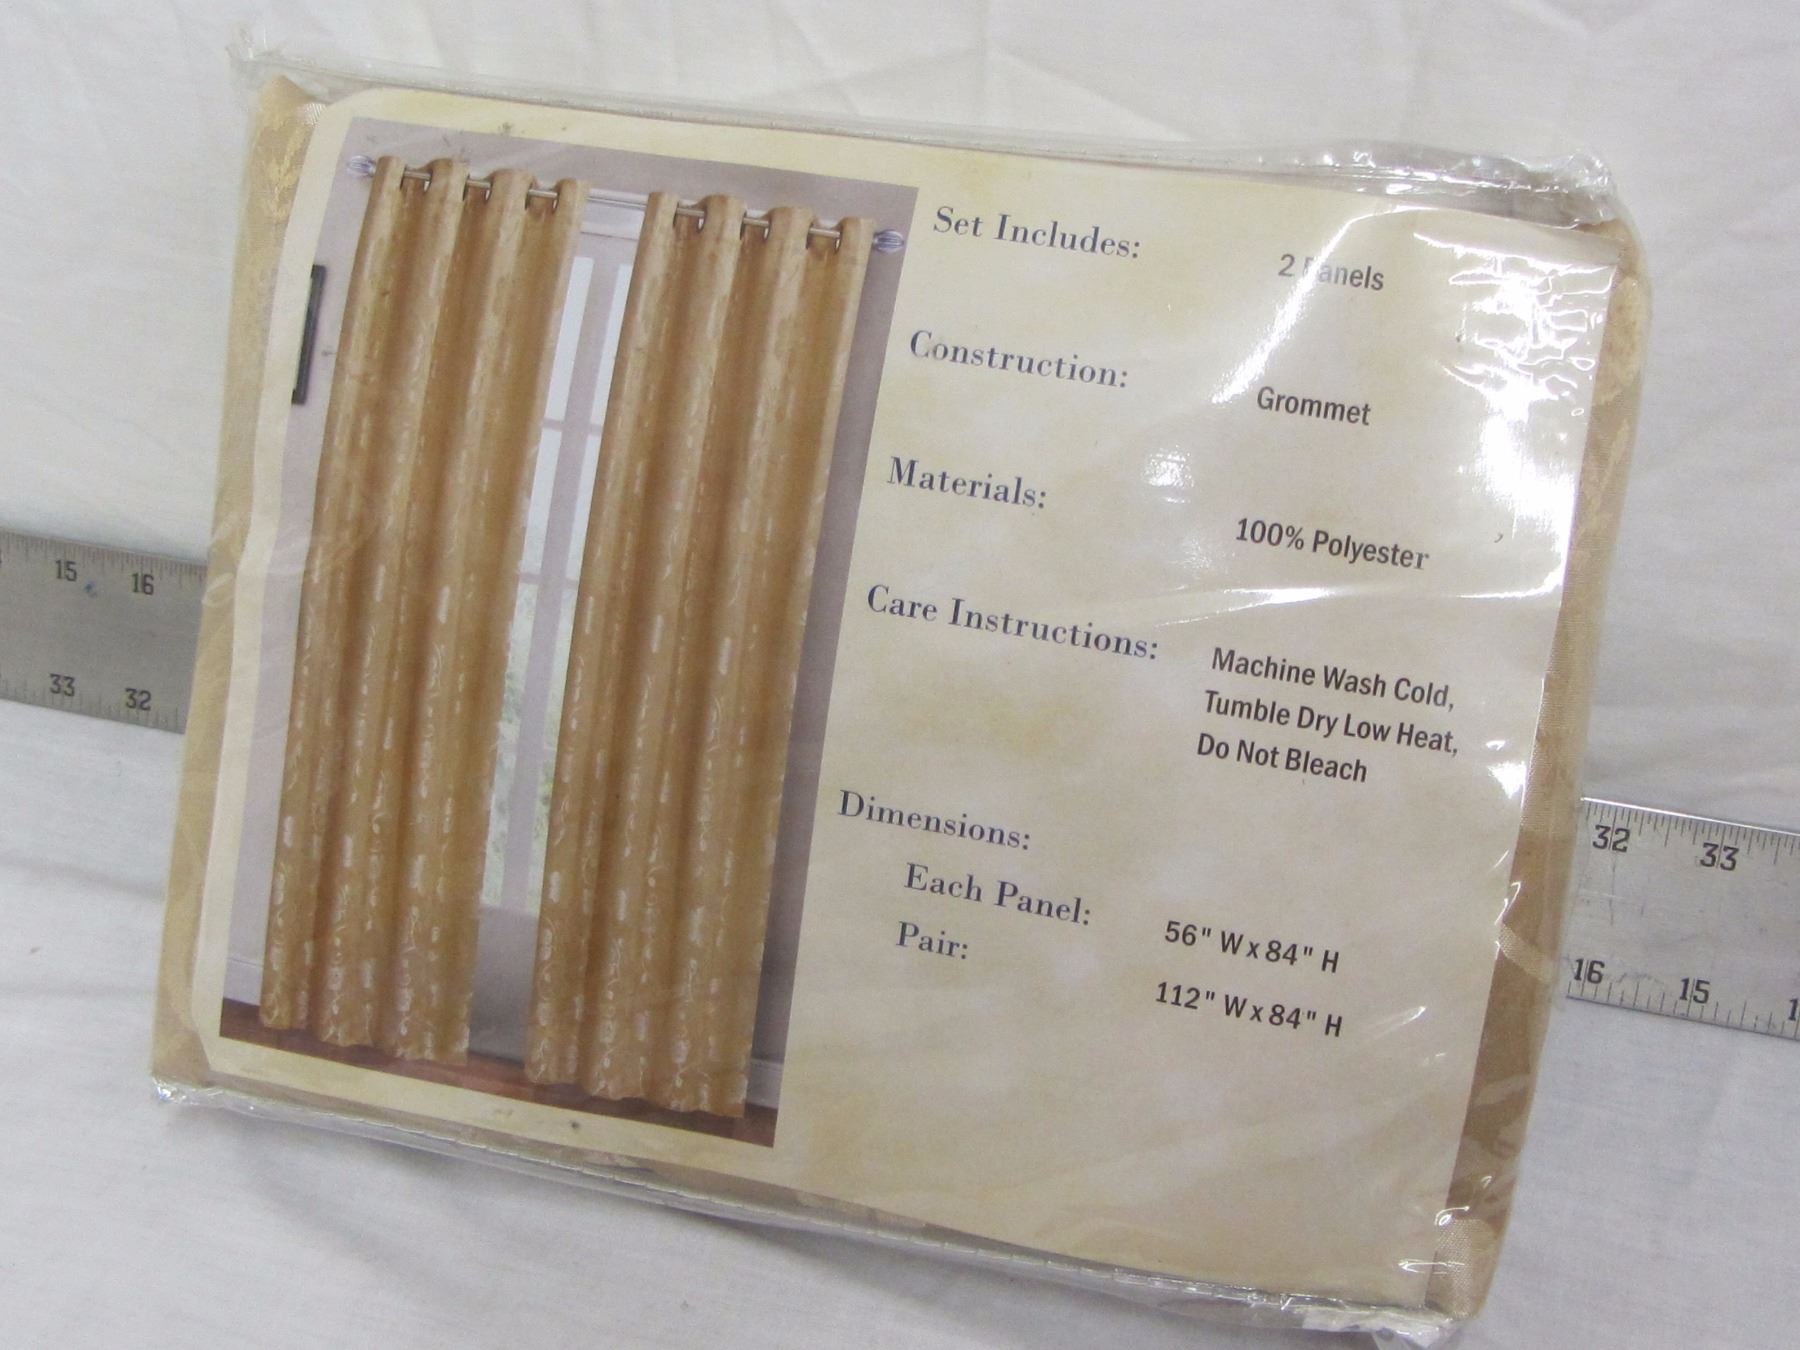 Set Includes:
2 Panels
Construction:
Grommet
Materials:
100% Polyester
Care Instructions:
Machine Wash Cold,
Tumble Dry Low Heat,
Do Not Bleach
Dimensions:
Each Panel:
56" W x 84" H
Pair:
112" W x 84" H
15 16
33 32
32 33
16 15